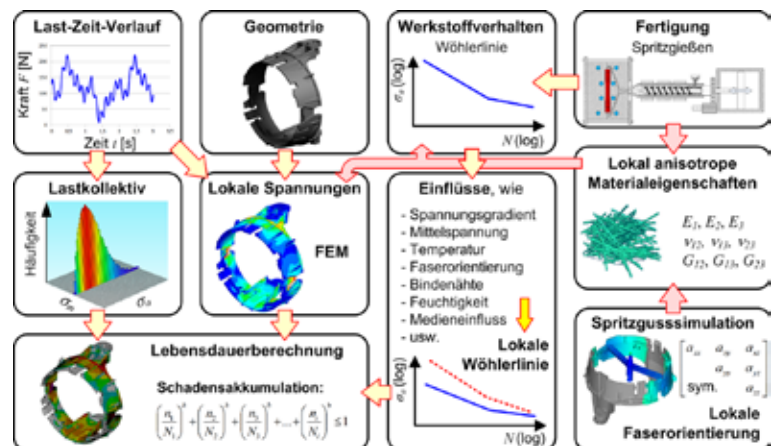 Last-Zeit-Verlauf
Kraft F [N]
Zeit t [s]
Geometrie
Werkstoffverhalten
Wöhlerlinie
σa (log)
N (log)
Fertigung
Spritzgießen
Lastkollektiv
Häufigkeit
σm
σa
Lokale Spannungen
FEM
Einflüsse, wie
- Spannungsgradient
- Mittelspannung
- Temperatur
- Faserorientierung
- Bindenähte
- Feuchtigkeit
- Medieneinfluss
- usw.
Lokale
Wöhlerlinie
σa (log)
N (log)
Lokal anisotrope
Materialeigenschaften
E1, E2, E3
ν12, ν13, ν23
G12, G13, G23
Spritzgusssimulation
sym.
Lokale
Faserorientierung
Lebensdauerberechnung
Schadensakkumulation: